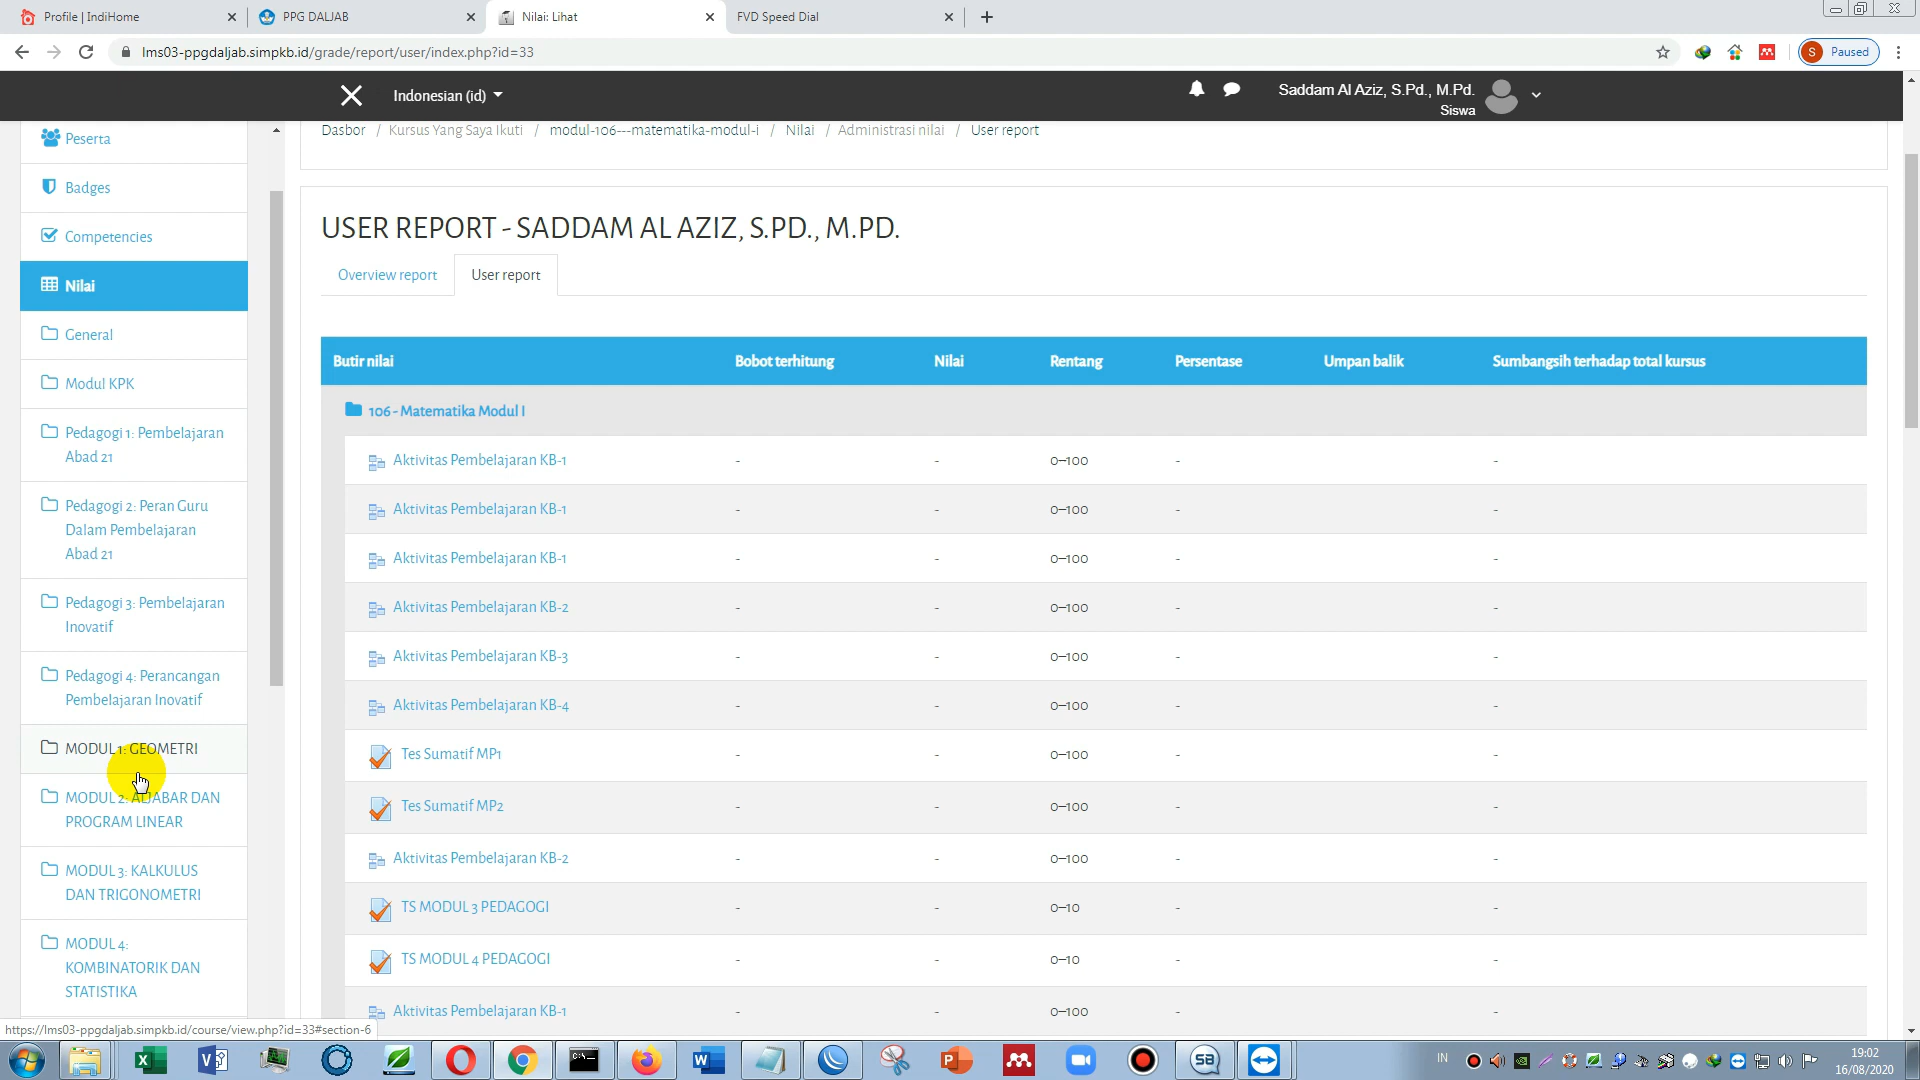 Profile | IndiHome
PPG DALJAB
Nilai: Lihat
FVD Speed Dial
lms03-ppgdaljab.simpkb.id/grade/report/user/index.php?id=33
S Paused
Indonesian (id)
Saddam Al Aziz, S.Pd., M.Pd.
Siswa
Dasbor / Kursus Yang Saya Ikuti / modul-106---matematika-modul-i / Nilai / Administrasi nilai / User report
Peserta
Badges
Competencies
Nilai
General
Modul KPK
Pedagogi 1: Pembelajaran
Abad 21
Pedagogi 2: Peran Guru
Dalam Pembelajaran
Abad 21
Pedagogi 3: Pembelajaran
Inovatif
Pedagogi 4: Perancangan
Pembelajaran Inovatif
MODUL 1: GEOMETRI
MODUL 2: ALJABAR DAN
PROGRAM LINEAR
MODUL 3: KALKULUS
DAN TRIGONOMETRI
MODUL 4:
KOMBINATORIK DAN
STATISTIKA
USER REPORT - SADDAM AL AZIZ, S.PD., M.PD.
Overview report User report
Butir nilai Bobot terhitung Nilai Rentang Persentase Umpan balik Sumbangsih terhadap total kursus
106 - Matematika Modul I
Aktivitas Pembelajaran KB-1 - - 0–100 - -
Aktivitas Pembelajaran KB-1 - - 0–100 - -
Aktivitas Pembelajaran KB-1 - - 0–100 - -
Aktivitas Pembelajaran KB-2 - - 0–100 - -
Aktivitas Pembelajaran KB-3 - - 0–100 - -
Aktivitas Pembelajaran KB-4 - - 0–100 - -
Tes Sumatif MP1 - - 0–100 - -
Tes Sumatif MP2 - - 0–100 - -
Aktivitas Pembelajaran KB-2 - - 0–100 - -
TS MODUL 3 PEDAGOGI - - 0–10 - -
TS MODUL 4 PEDAGOGI - - 0–10 - -
Aktivitas Pembelajaran KB-1 - - 0–100 - -
https://lms03-ppgdaljab.simpkb.id/course/view.php?id=33#section-6
IN
19:02
16/08/2020